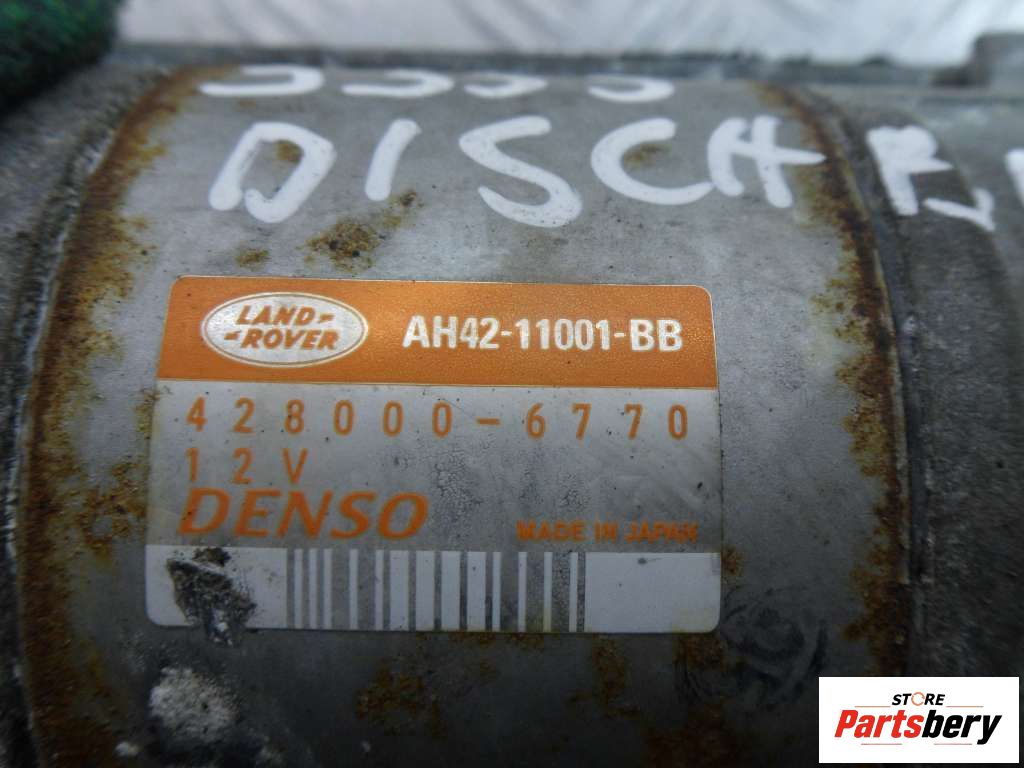 DISCH
LAND-
-ROVER
AH42-11001-BB
428000-6770
12V
DENSO
MADE IN JAPAN
STORE
Partsbery